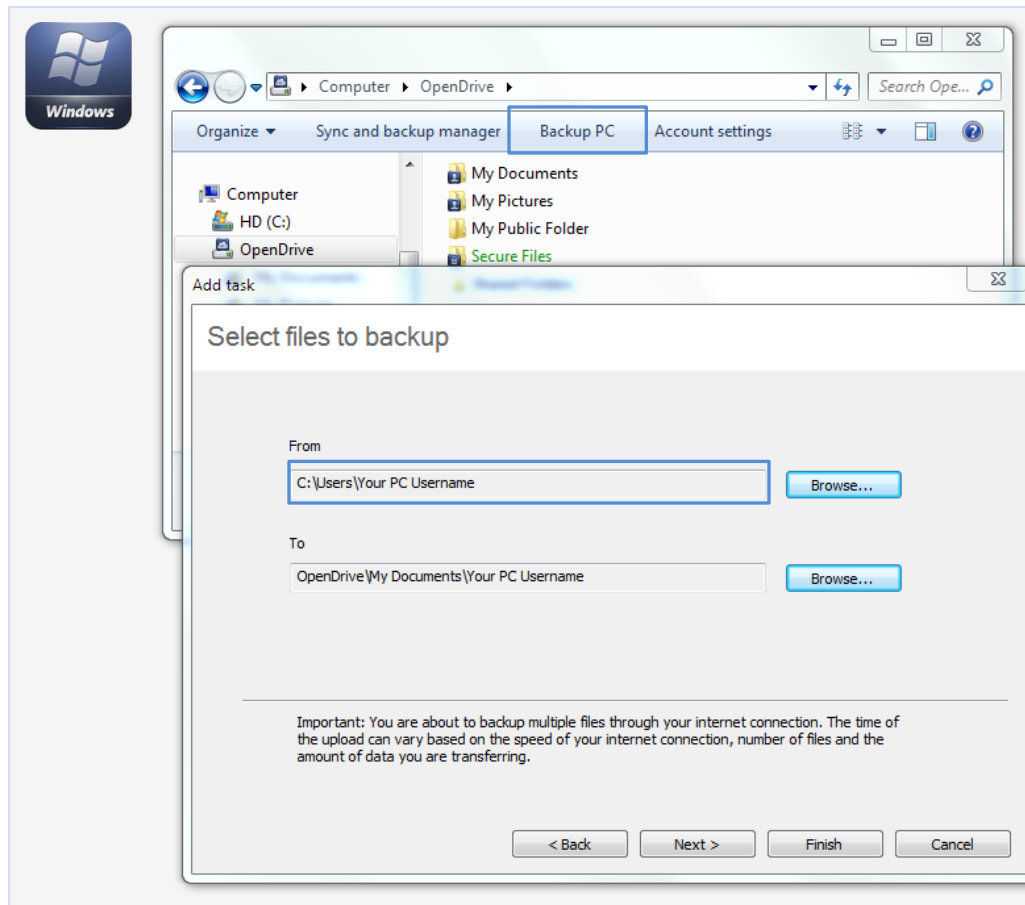 Windows
Computer OpenDrive
Search Ope...
Organize Sync and backup manager Backup PC Account settings
Computer
HD (C:)
OpenDrive
My Documents
My Pictures
My Public Folder
Secure Files
Add task
Select files to backup
From
C:\Users\Your PC Username
Browse...
To
OpenDrive\My Documents\Your PC Username
Browse...
Important: You are about to backup multiple files through your internet connection. The time of
the upload can vary based on the speed of your internet connection, number of files and the
amount of data you are transferring.
< Back Next > Finish Cancel